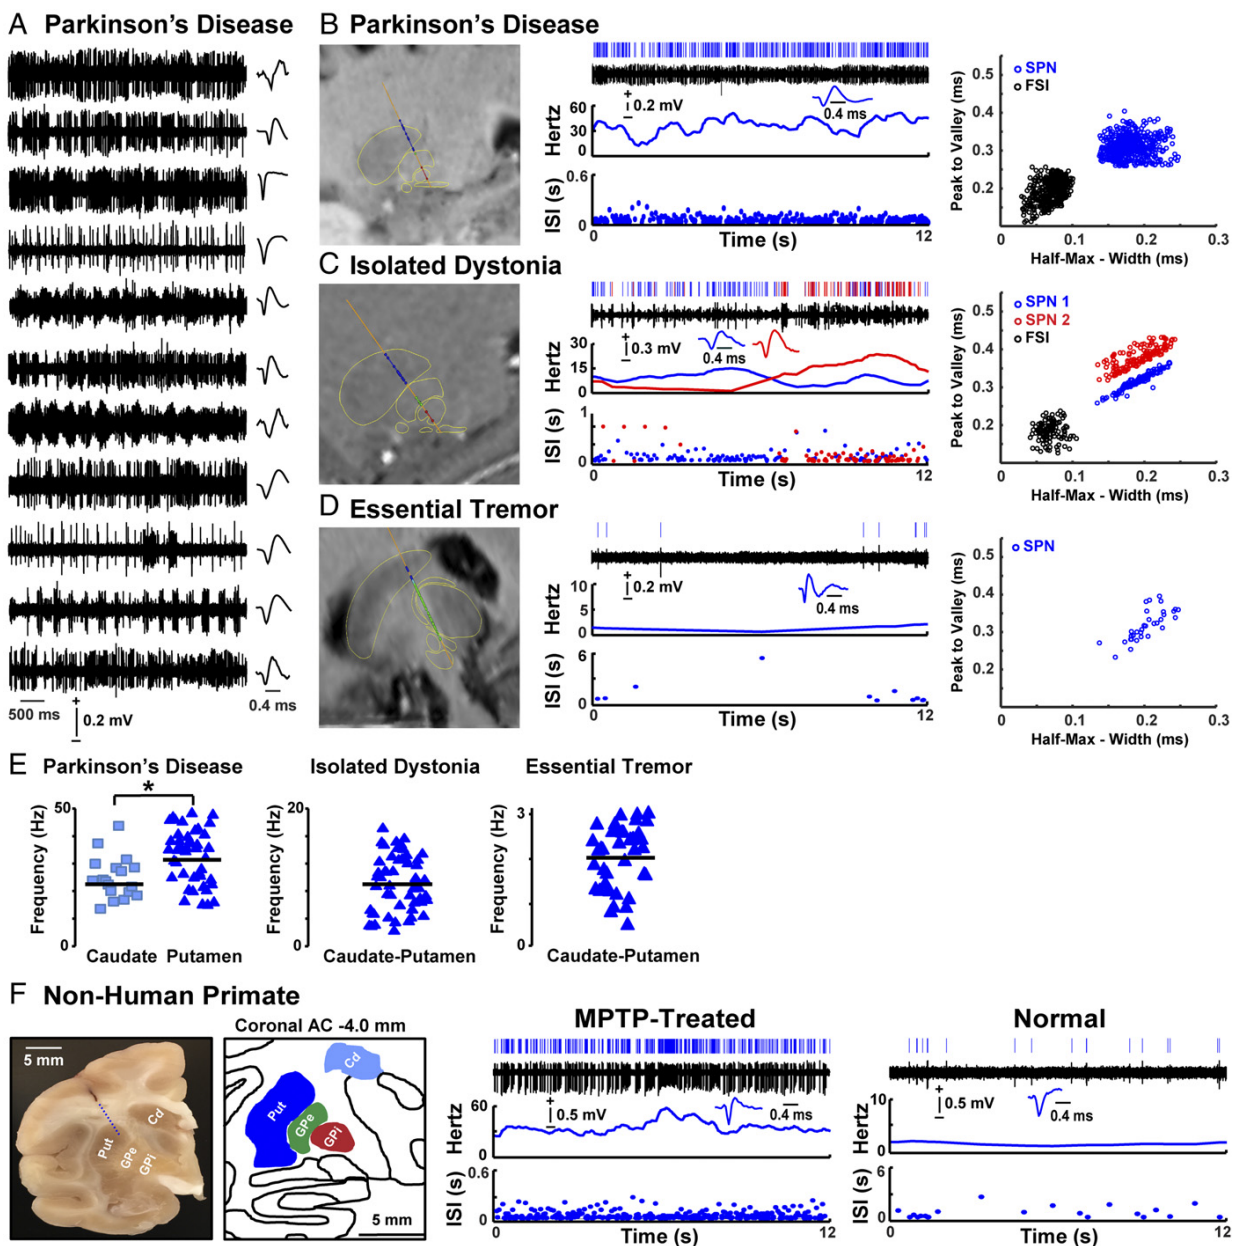 A Parkinson's Disease
500 ms
0.2 mV
0.4 ms
B Parkinson's Disease
0.2 mV
0.4 ms
Hertz
60
30
0
ISI (s)
0.6
0
0
12
Time (s)
SPN
FSI
Peak to Valley (ms)
0.5
0.4
0.3
0.2
0
0.1
0.2
0.3
Half-Max - Width (ms)
C Isolated Dystonia
0.3 mV
0.4 ms
Hertz
30
15
0
ISI (s)
1
0
0
12
Time (s)
SPN 1
SPN 2
FSI
Peak to Valley (ms)
0.5
0.4
0.3
0.2
0
0.1
0.2
0.3
Half-Max - Width (ms)
D Essential Tremor
0.2 mV
0.4 ms
Hertz
10
5
0
ISI (s)
6
0
0
12
Time (s)
SPN
Peak to Valley (ms)
0.5
0.4
0.3
0.2
0
0.1
0.2
0.3
Half-Max - Width (ms)
E Parkinson's Disease
*
Frequency (Hz)
50
0
Caudate Putamen
Isolated Dystonia
Frequency (Hz)
20
0
Caudate-Putamen
Essential Tremor
Frequency (Hz)
3
0
Caudate-Putamen
F Non-Human Primate
5 mm
Cd
Put
GPe
GPi
Coronal AC -4.0 mm
Cd
Put
GPe
GPi
5 mm
MPTP-Treated
0.5 mV
0.4 ms
Hertz
60
0
ISI (s)
0.6
0
0
12
Time (s)
Normal
0.5 mV
0.4 ms
Hertz
10
0
ISI (s)
6
0
0
12
Time (s)